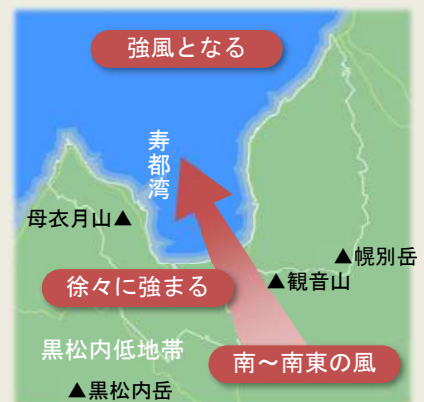 強風となる
寿都湾
母衣月山▲
▲幌別岳
▲観音山
徐々に強まる
黒松内低地帯
南～南東の風
▲黒松内岳